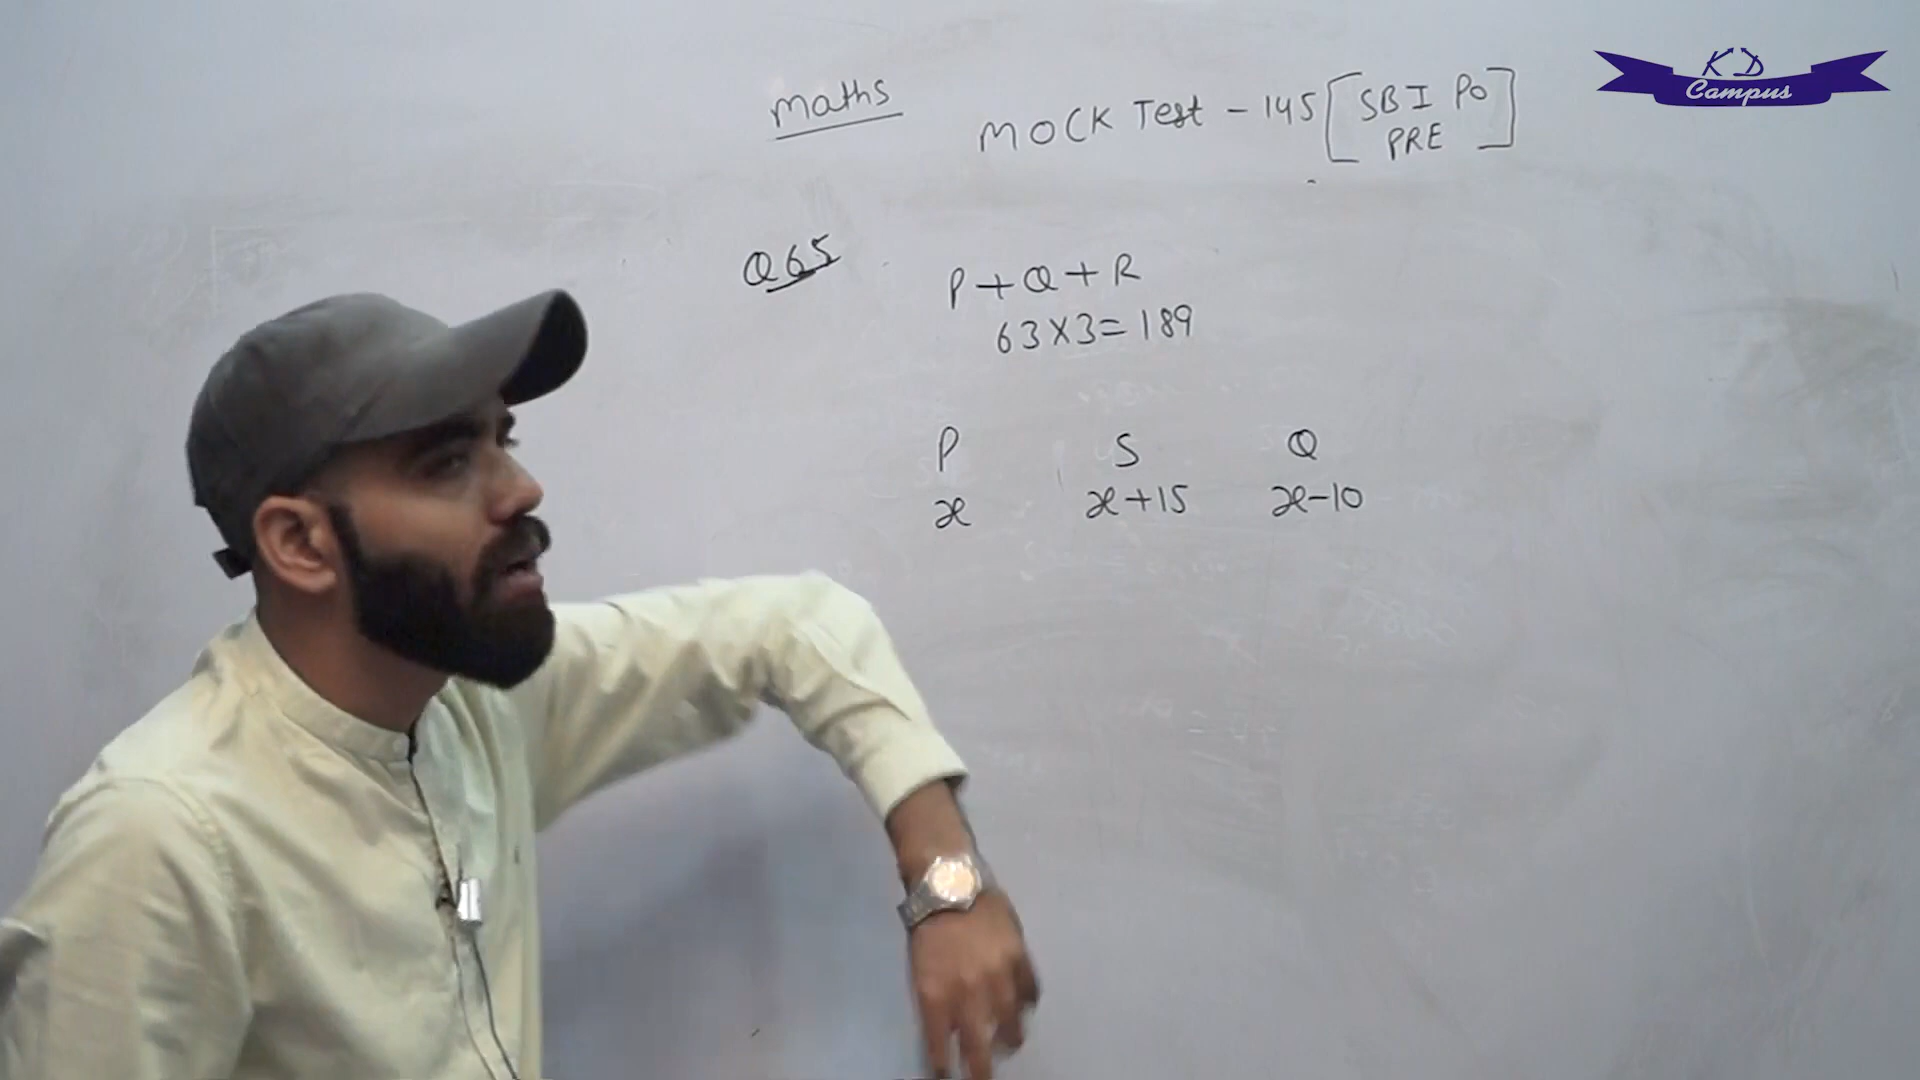 Maths
MOCK Test - 145 [SBI PO
PRE]
KD
Campus
Q65
P+Q+R
63×3=189
P S Q
x x+15 x-10